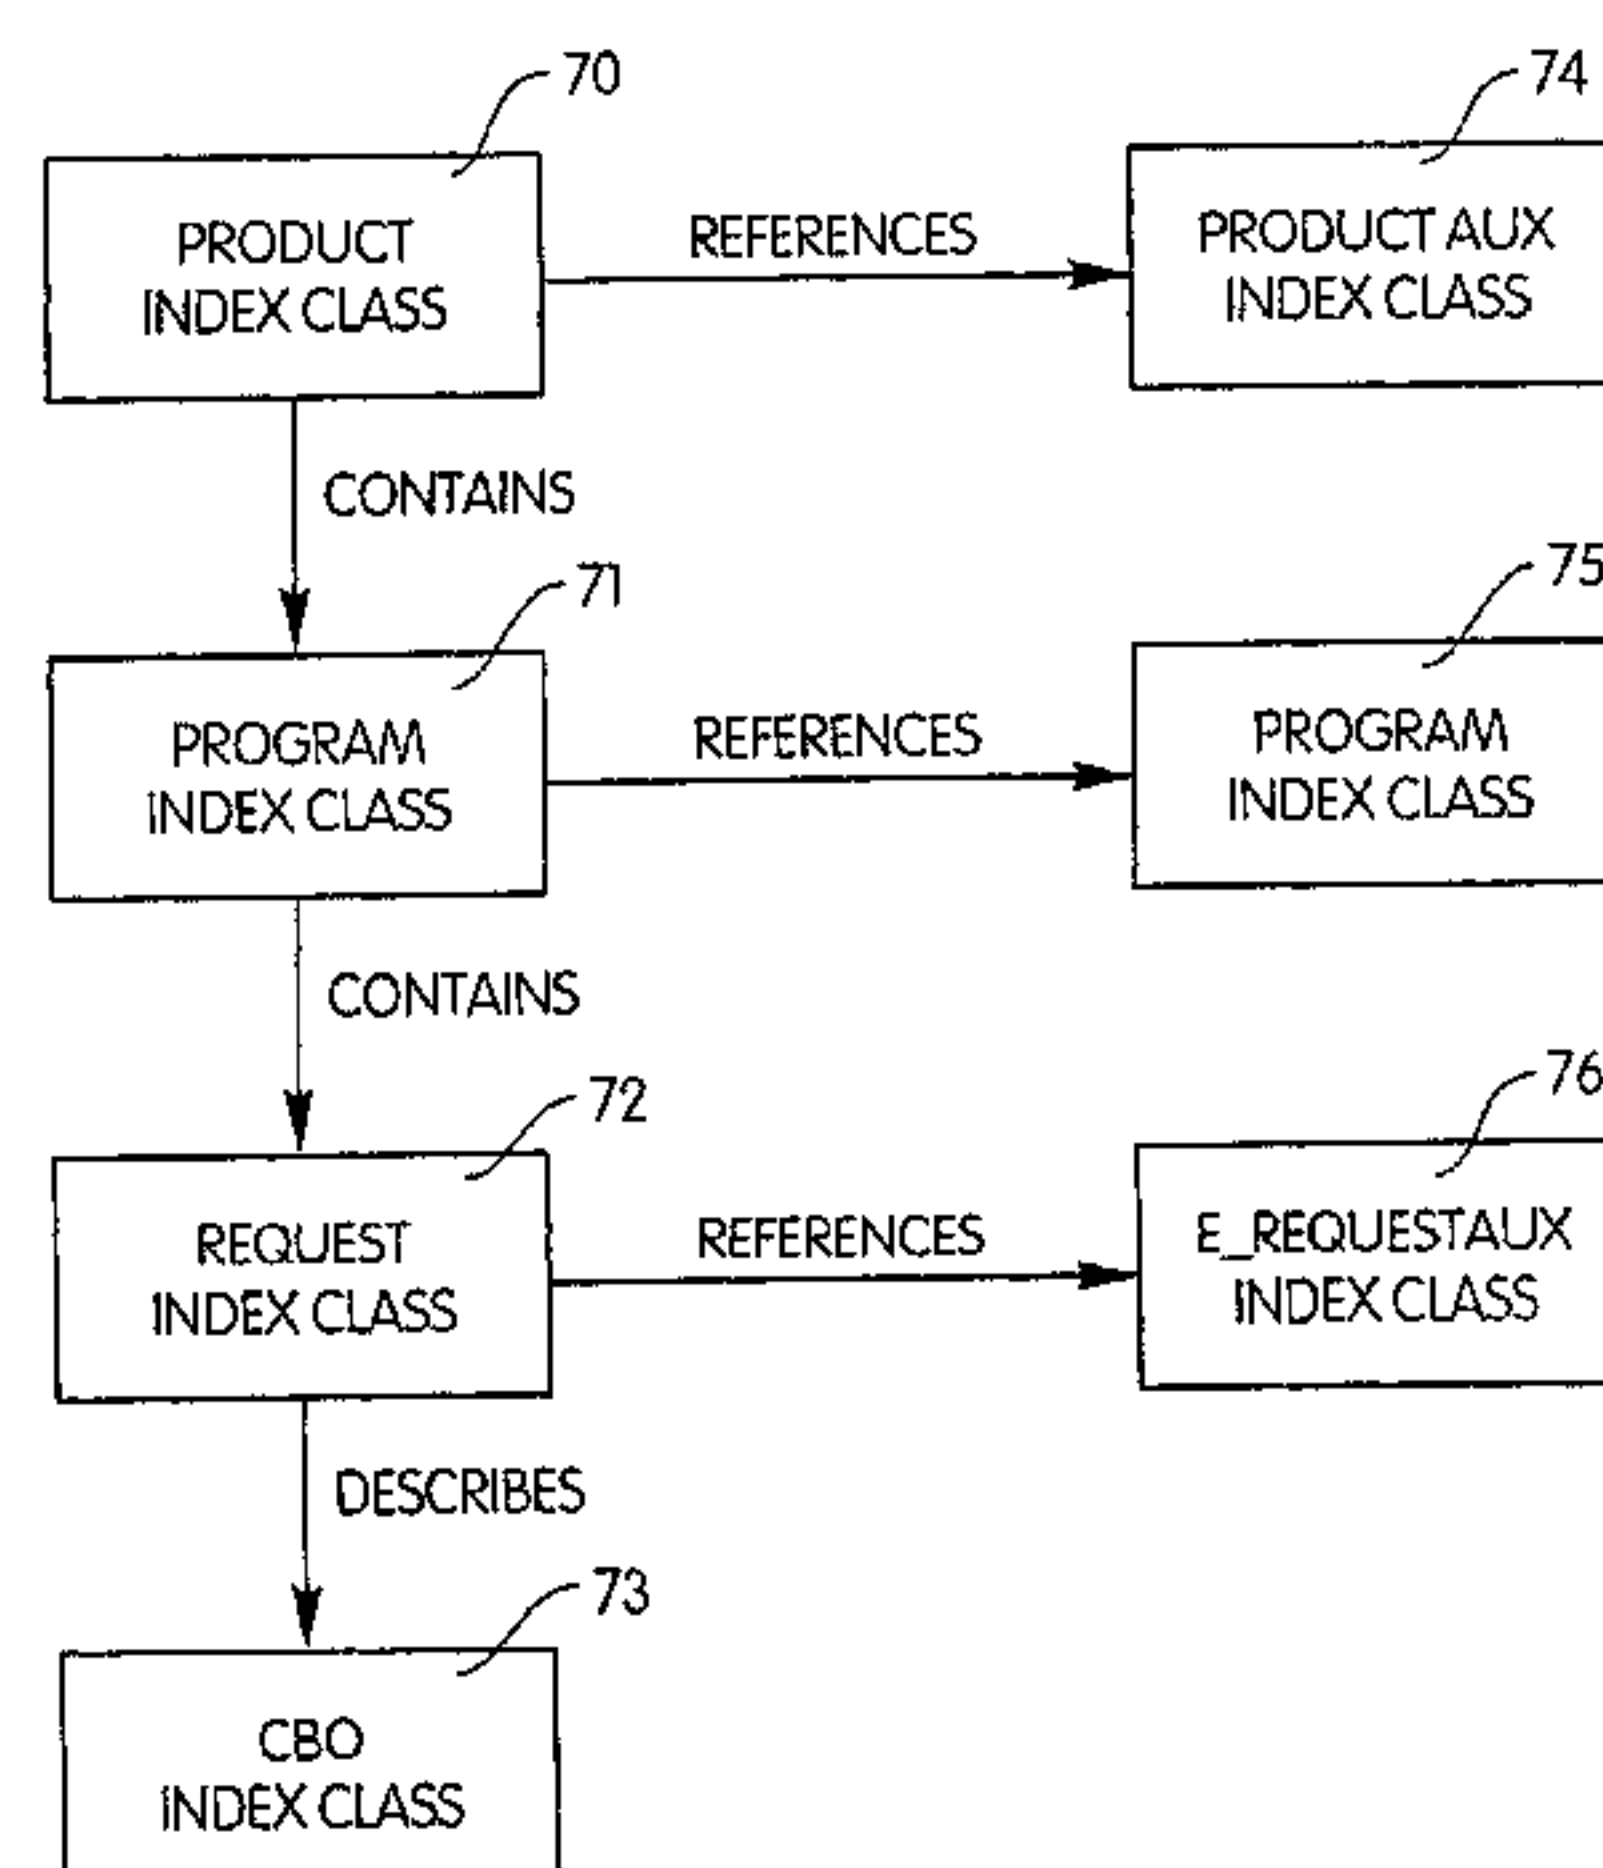 70
74
PRODUCT
INDEX CLASS
REFERENCES
PRODUCT AUX
INDEX CLASS
CONTAINS
71
75
PROGRAM
INDEX CLASS
REFERENCES
PROGRAM
INDEX CLASS
CONTAINS
72
76
REQUEST
INDEX CLASS
REFERENCES
E_REQUESTAUX
INDEX CLASS
DESCRIBES
73
CBO
INDEX CLASS